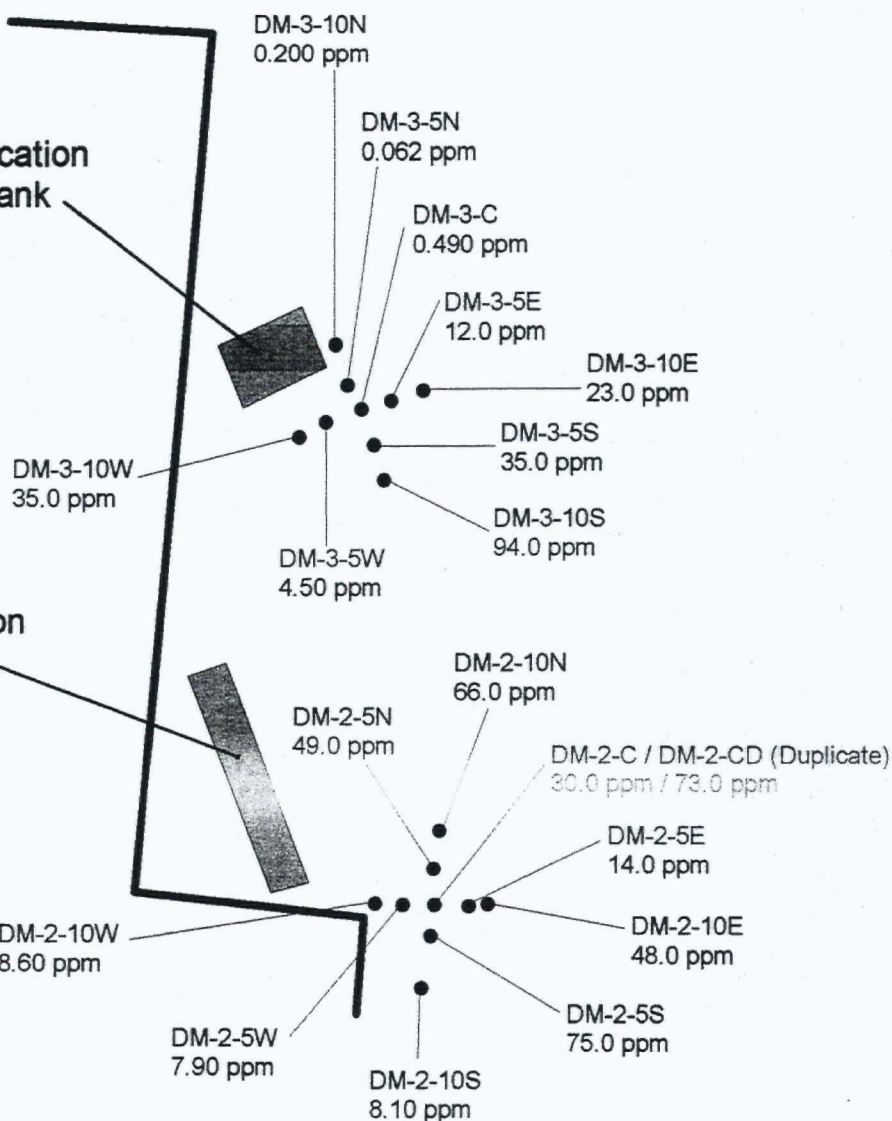 DM-3-10N
0.200 ppm
DM-3-5N
0.062 ppm
cation
ank
DM-3-C
0.490 ppm
DM-3-5E
12.0 ppm
DM-3-10E
23.0 ppm
DM-3-5S
35.0 ppm
DM-3-10W
35.0 ppm
DM-3-10S
94.0 ppm
DM-3-5W
4.50 ppm
on
DM-2-10N
66.0 ppm
DM-2-5N
49.0 ppm
DM-2-C / DM-2-CD (Duplicate)
30.0 ppm / 73.0 ppm
DM-2-5E
14.0 ppm
DM-2-10W
8.60 ppm
DM-2-10E
48.0 ppm
DM-2-5S
75.0 ppm
DM-2-5W
7.90 ppm
DM-2-10S
8.10 ppm